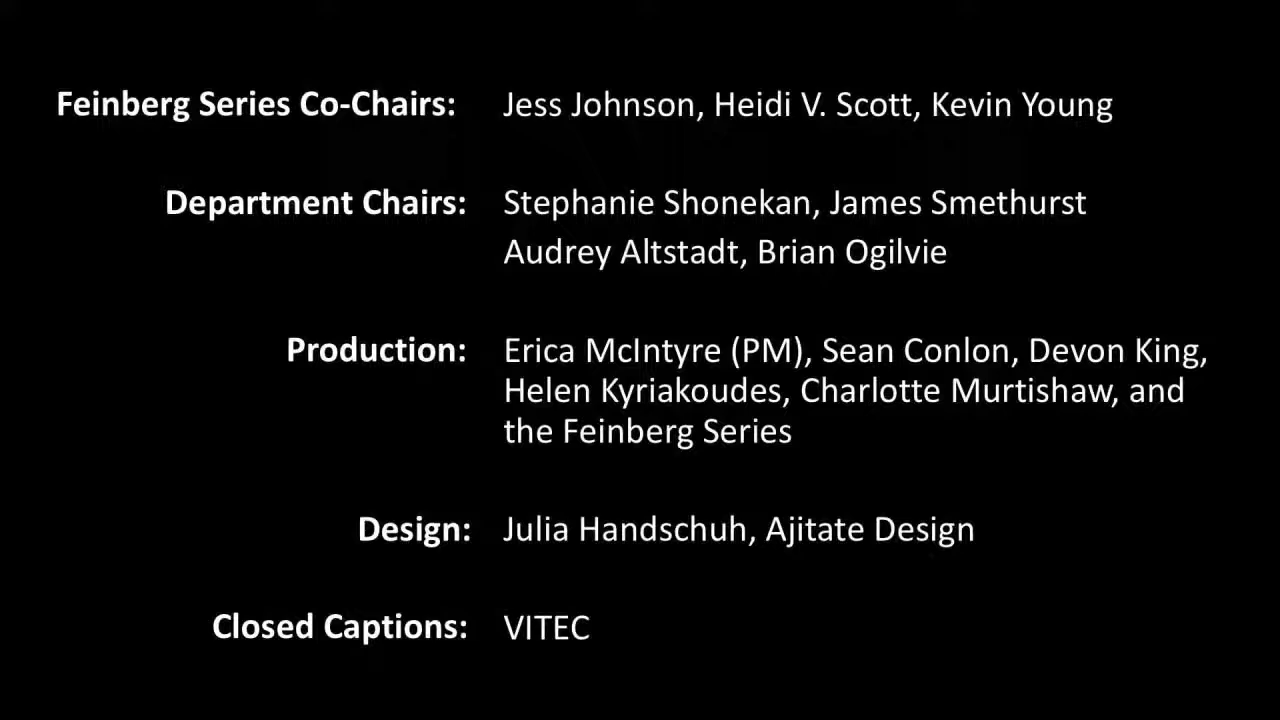 Feinberg Series Co-Chairs: Jess Johnson, Heidi V. Scott, Kevin Young
Department Chairs: Stephanie Shonekan, James Smethurst
Audrey Altstadt, Brian Ogilvie
Production: Erica McIntyre (PM), Sean Conlon, Devon King,
Helen Kyriakoudes, Charlotte Murtishaw, and
the Feinberg Series
Design: Julia Handschuh, Ajitate Design
Closed Captions: VITEC